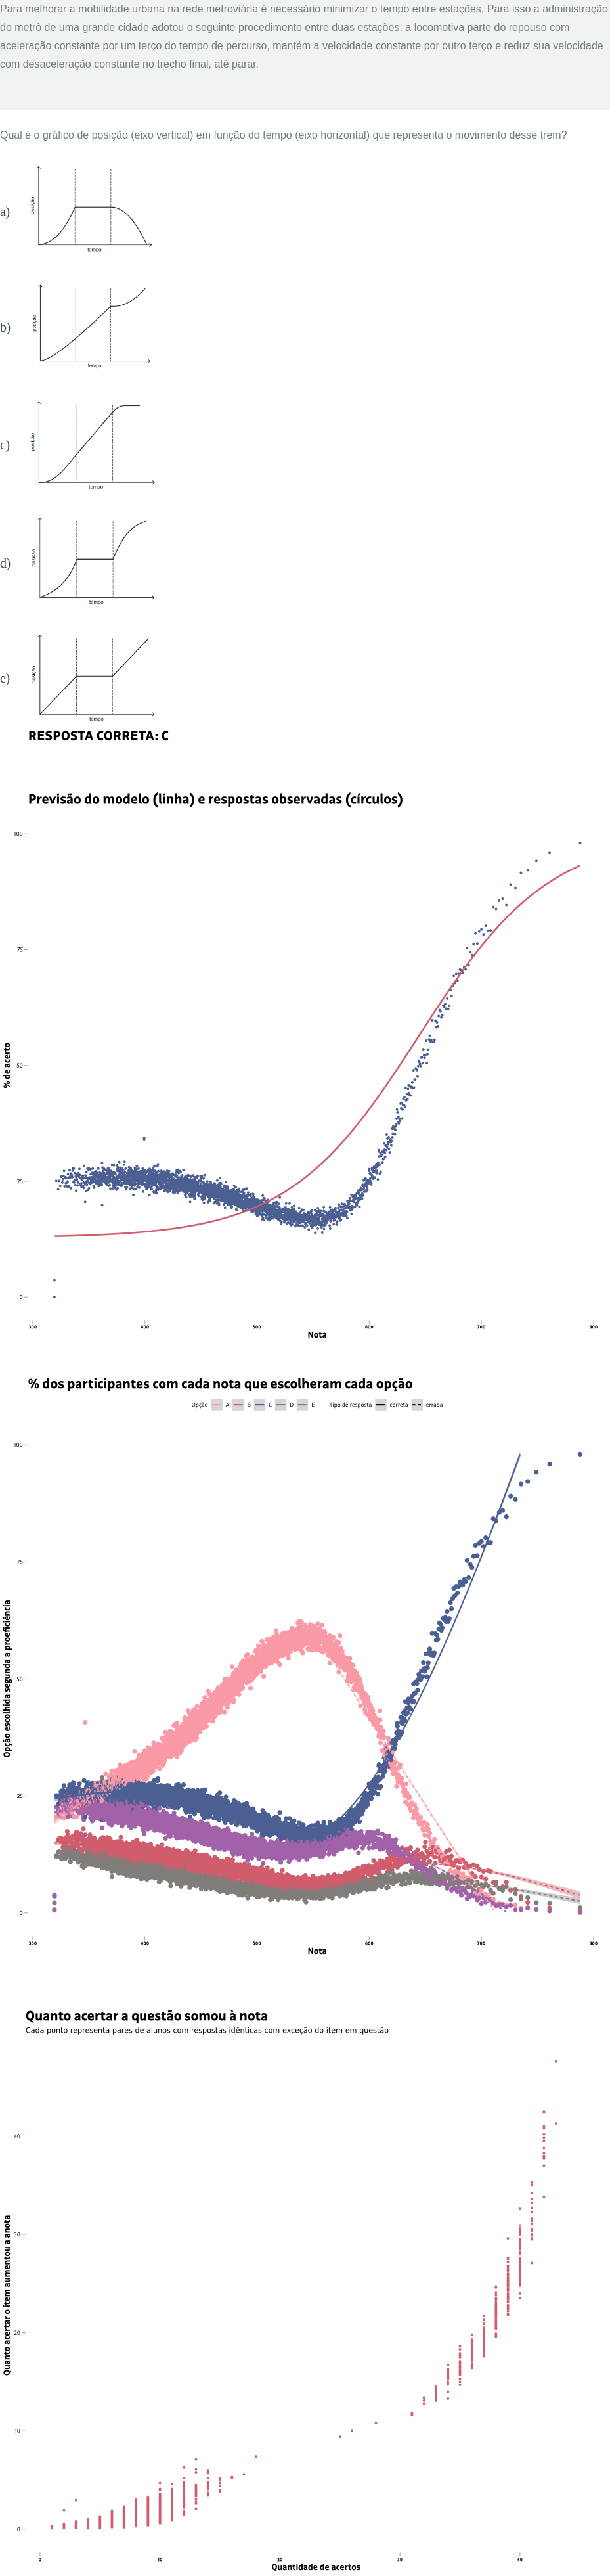 Para melhorar a mobilidade urbana na rede metroviária é necessário minimizar o tempo entre estações. Para isso a administração
do metrô de uma grande cidade adotou o seguinte procedimento entre duas estações: a locomotiva parte do repouso com
aceleração constante por um terço do tempo de percurso, mantém a velocidade constante por outro terço e reduz sua velocidade
com desaceleração constante no trecho final, até parar.
Qual é o gráfico de posição (eixo vertical) em função do tempo (eixo horizontal) que representa o movimento desse trem?
a)
posição
tempo
b)
posição
tempo
c)
posição
tempo
d)
posição
tempo
e)
posição
tempo
RESPOSTA CORRETA: C
Previsão do modelo (linha) e respostas observadas (círculos)
% de acerto
100
75
50
25
0
300 400 500 600 700 800
Nota
% dos participantes com cada nota que escolheram cada opção
Opção A B C D E Tipo de resposta correta errada
Opção escolhida segunda a proeficiência
100
75
50
25
0
300 400 500 600 700 800
Nota
Quanto acertar a questão somou à nota
Cada ponto representa pares de alunos com respostas idênticas com exceção do item em questão
Quanto acertar o item aumentou a anota
40
30
20
10
0
0 10 20 30 40
Quantidade de acertos